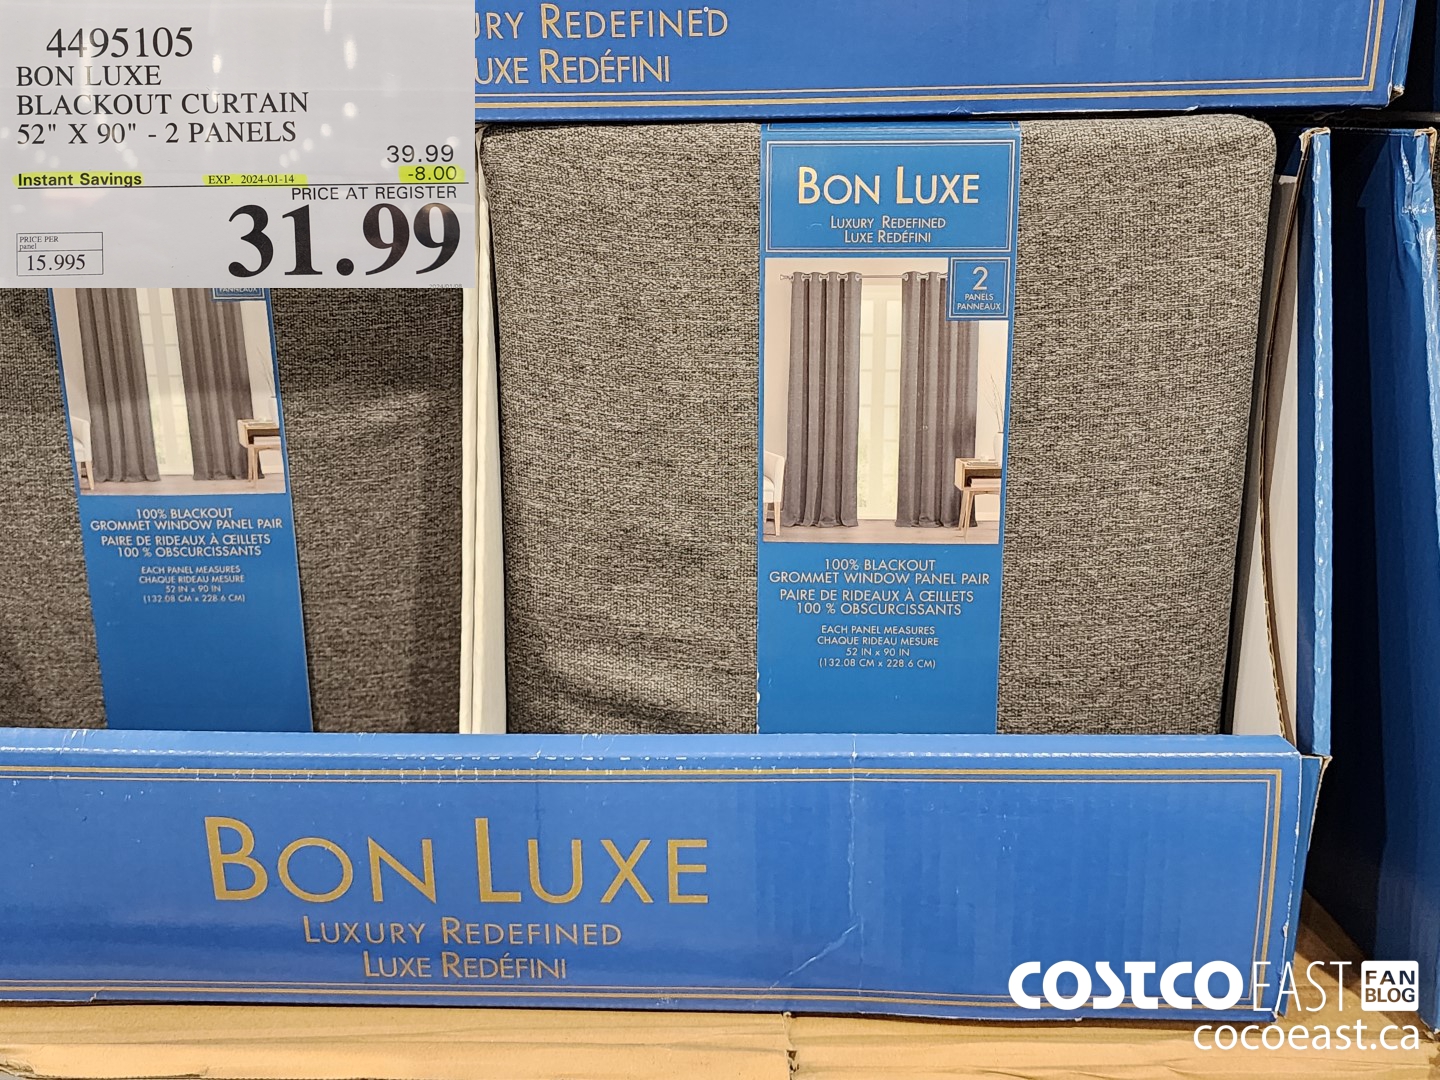 4495105
BON LUXE
BLACKOUT CURTAIN
52" X 90" - 2 PANELS
39.99
Instant Savings EXP. 2024-01-14 -8.00
PRICE AT REGISTER
31.99
PRICE PER
panel
15.995
RY REDEFINED
UXE REDÉFINI
BON LUXE
LUXURY REDEFINED
LUXE REDÉFINI
2
PANELS
PANNEAUX
100% BLACKOUT
GROMMET WINDOW PANEL PAIR
PAIRE DE RIDEAUX À ŒILLETS
100 % OBSCURCISSANTS
EACH PANEL MEASURES
CHAQUE RIDEAU MESURE
52 IN x 90 IN
(132.08 CM x 228.6 CM)
PANNEAUX
100% BLACKOUT
GROMMET WINDOW PANEL PAIR
PAIRE DE RIDEAUX À ŒILLETS
100 % OBSCURCISSANTS
EACH PANEL MEASURES
CHAQUE RIDEAU MESURE
52 IN x 90 IN
(132.08 CM x 228.6 CM)
BON LUXE
LUXURY REDEFINED
LUXE REDÉFINI
COSTCO EAST FAN BLOG
cocoeast.ca